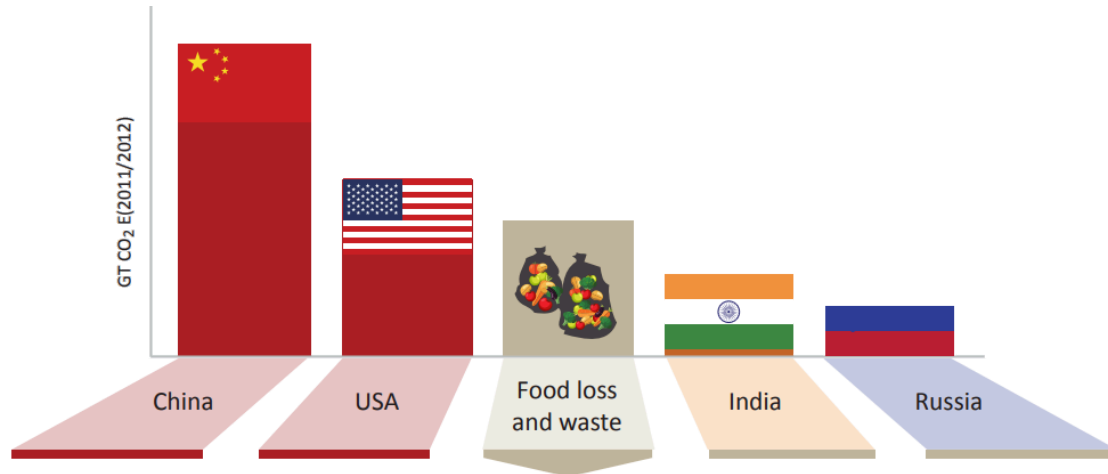 GT CO₂ E(2011/2012)
China
USA
Food loss
and waste
India
Russia